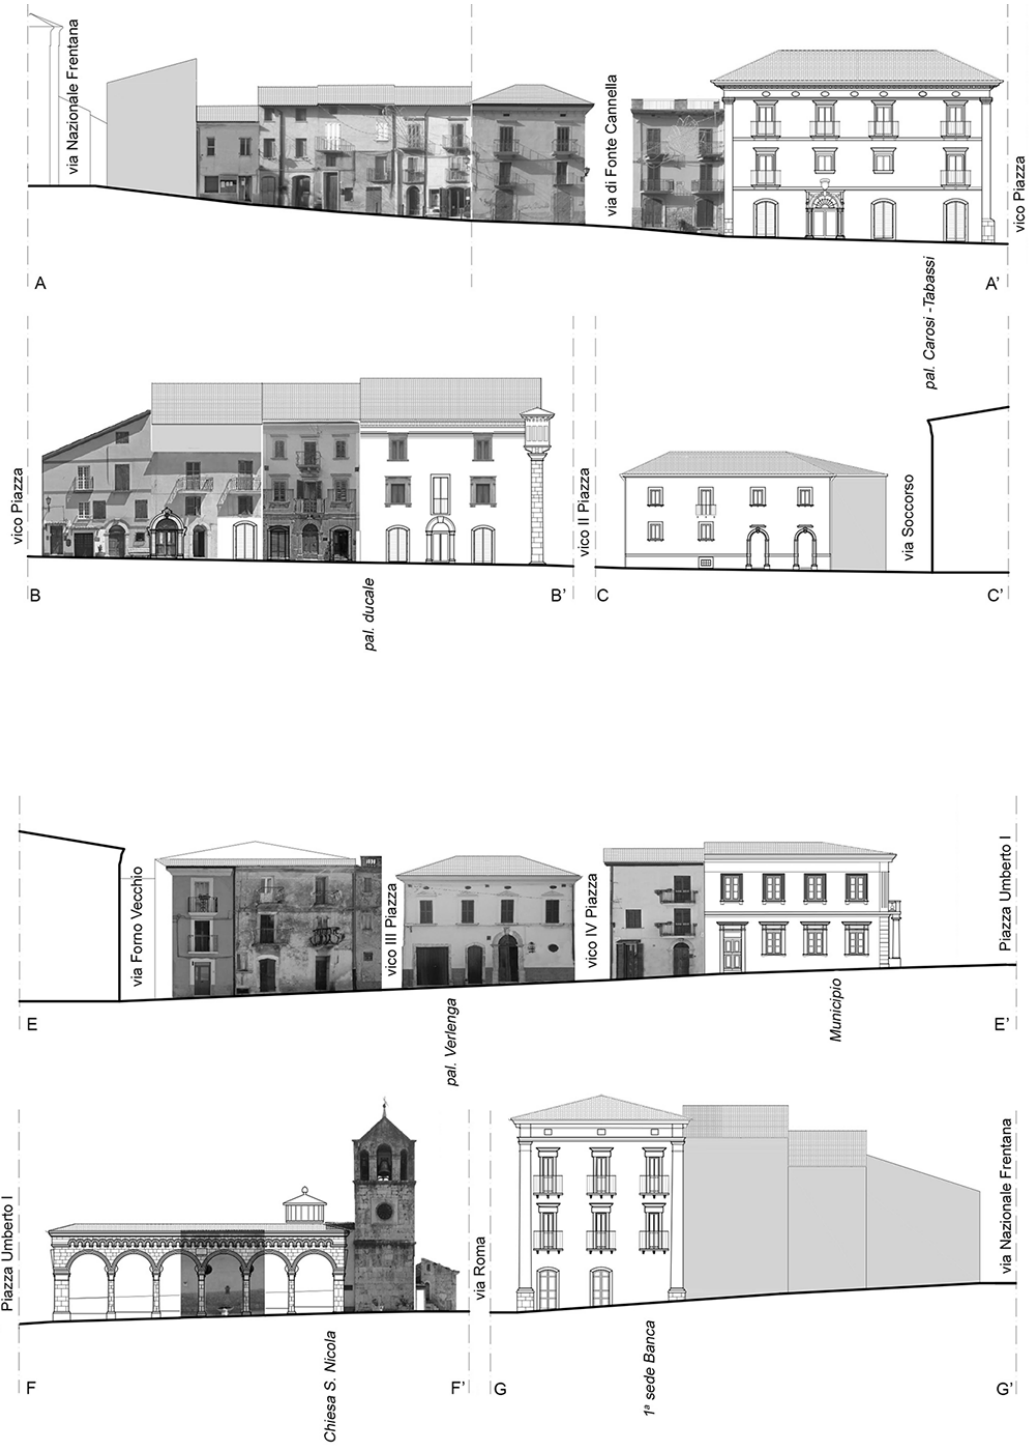 via Nazionale Frentana
via di Fonte Cannella
vico Piazza
A
A'
pal. Carosi -Tabassi
vico Piazza
vico II Piazza
via Soccorso
B
B'
C
C'
pal. ducale
via Forno Vecchio
vico III Piazza
vico IV Piazza
Piazza Umberto I
E
E'
pal. Verlenga
Municipio
Piazza Umberto I
via Roma
via Nazionale Frentana
F
F'
G
G'
Chiesa S. Nicola
1ª sede Banca